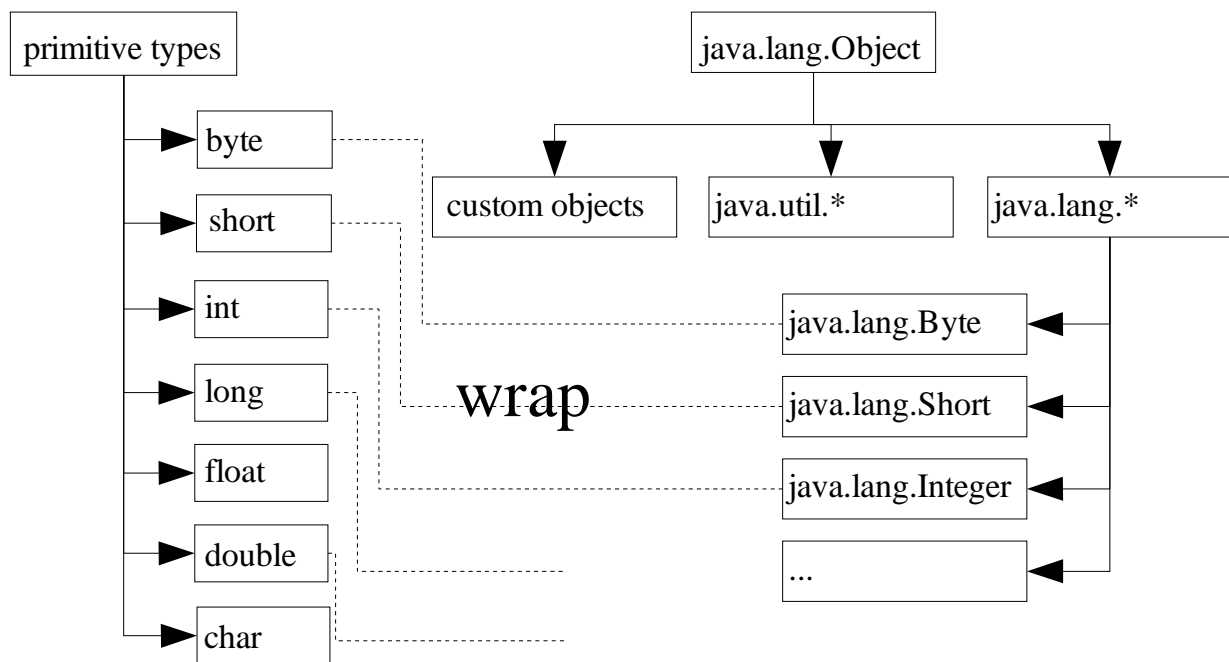 primitive types
java.lang.Object
byte
custom objects
java.util.*
java.lang.*
short
int
java.lang.Byte
long
wrap
java.lang.Short
float
java.lang.Integer
double
...
char